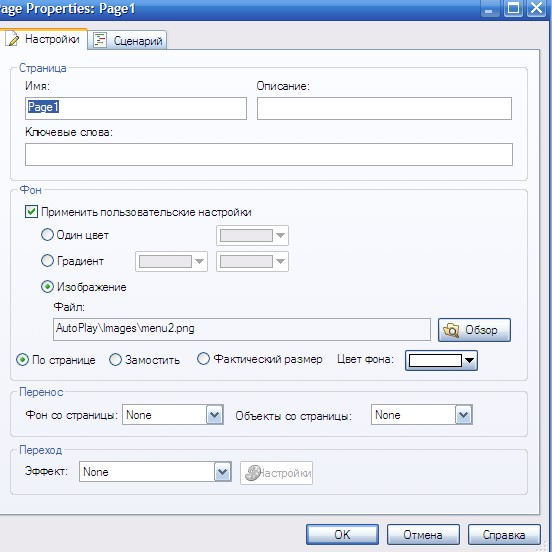 age Properties: Page1
Настройки Сценарий
Страница
Имя: Описание:
Page1
Ключевые слова:
Фон
Применить пользовательские настройки
Один цвет
Градиент
Изображение
Файл:
AutoPlay\Images\menu2.png Обзор
По странице Замостить Фактический размер Цвет фона:
Перенос
Фон со страницы: None Объекты со страницы: None
Переход
Эффект: None Настройки
OK Отмена Справка